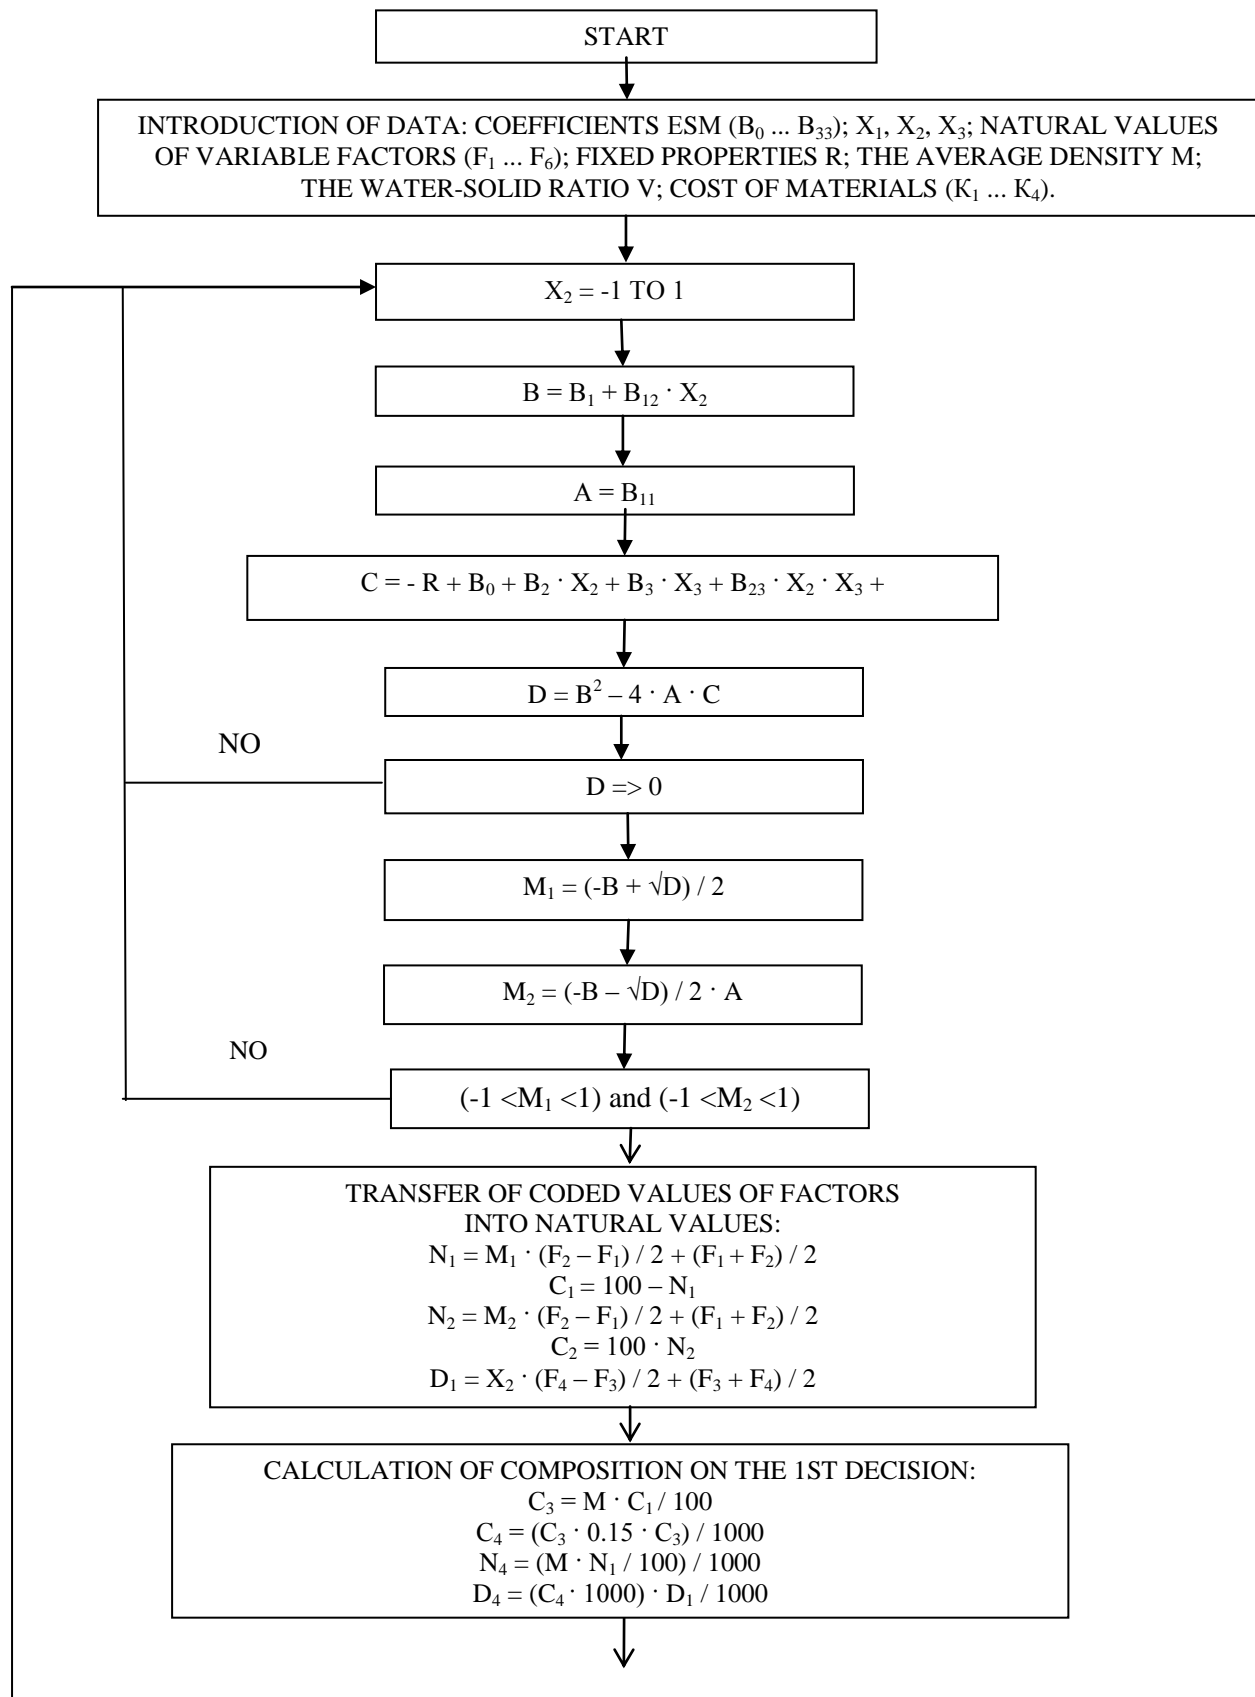 START
INTRODUCTION OF DATA: COEFFICIENTS ESM (B₀ ... B₃₃); X₁, X₂, X₃; NATURAL VALUES
OF VARIABLE FACTORS (F₁ ... F₆); FIXED PROPERTIES R; THE AVERAGE DENSITY M;
THE WATER-SOLID RATIO V; COST OF MATERIALS (К₁ ... К₄).
X₂ = -1 TO 1
B = B₁ + B₁₂ · X₂
A = B₁₁
C = - R + B₀ + B₂ · X₂ + B₃ · X₃ + B₂₃ · X₂ · X₃ +
D = B² – 4 · A · C
NO
D => 0
M₁ = (-B + √D) / 2
M₂ = (-B – √D) / 2 · A
NO
(-1 <M₁ <1) and (-1 <M₂ <1)
TRANSFER OF CODED VALUES OF FACTORS
INTO NATURAL VALUES:
N₁ = M₁ · (F₂ – F₁) / 2 + (F₁ + F₂) / 2
C₁ = 100 – N₁
N₂ = M₂ · (F₂ – F₁) / 2 + (F₁ + F₂) / 2
C₂ = 100 · N₂
D₁ = X₂ · (F₄ – F₃) / 2 + (F₃ + F₄) / 2
CALCULATION OF COMPOSITION ON THE 1ST DECISION:
C₃ = M · C₁ / 100
C₄ = (C₃ · 0.15 · C₃) / 1000
N₄ = (M · N₁ / 100) / 1000
D₄ = (C₄ · 1000) · D₁ / 1000